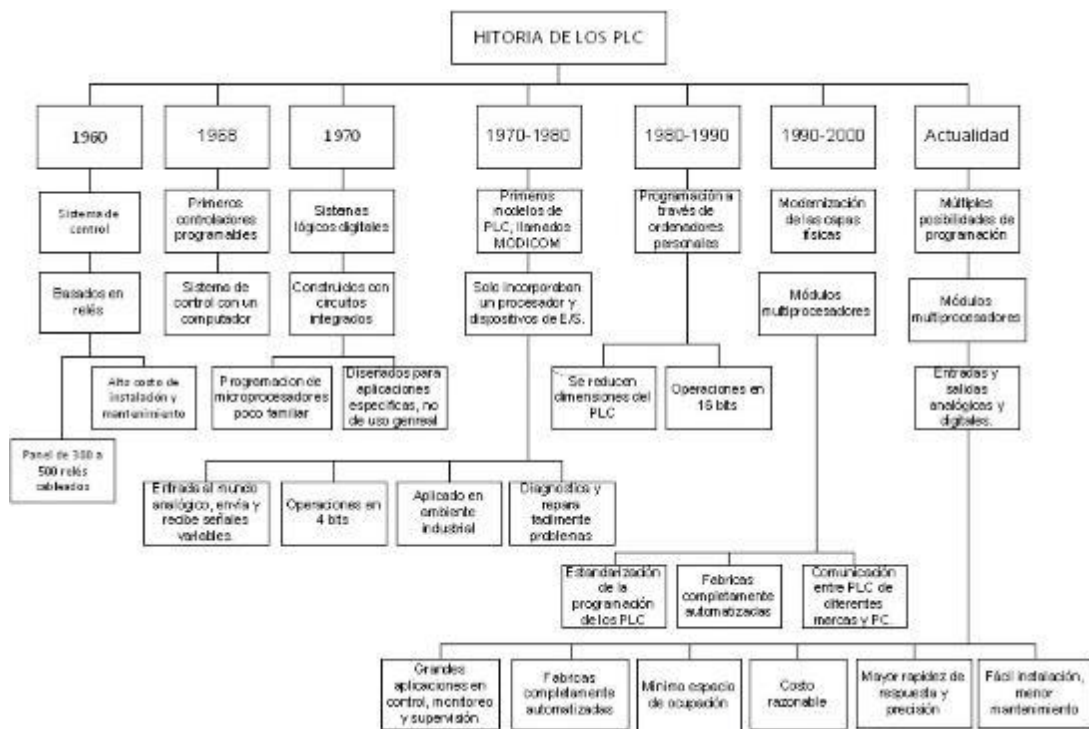 HITORIA DE LOS PLC
1960
1968
1970
1970-1980
1980-1990
1990-2000
Actualidad
Sistema de
control
Primeros
controladores
programables
Sistemas
lógicos digitales
Primeros
modelos de
PLC, llamados
MODICOM
Programación a
través de
ordenadores
personales
Modernización
de las capas
físicas
Múltiples
posibilidades de
programación
Basados en
relés
Sistema de
control con un
computador
Construidos con
circuitos
integrados
Solo incorporaban
un procesador y
dispositivos de E/S.
Módulos
multiprocesadores
Módulos
multiprocesadores
Alto costo de
instalación y
mantenimiento
Programacion de
microprocesadores
poco familiar
Diseñados para
aplicaciones
especificas, no
de uso genreal
Se reducen
dimensiones del
PLC
Operaciones en
16 bits
Entradas y
salidas
analógicas y
digitales.
Panel de 300 a
500 relés
cableados
Entrada al mundo
analógico, envía y
recibe señales
variables.
Operaciones en
4 bits
Aplicado en
ambiente
industrial
Diagnostica y
repara
facilmente
problemas
Estandarización
de la
programación
de los PLC
Fabricas
completamente
automatizadas
Comunicación
entre PLC de
diferentes
marcas y PC.
Grandes
aplicaciones en
control, monitoreo
y supervisión
Fabricas
completamente
automatizadas
Minimo espacio
de ocupación
Costo
razonable
Mayor rapidez de
respuesta y
precisión
Fácil instalación,
menor
mantenimiento